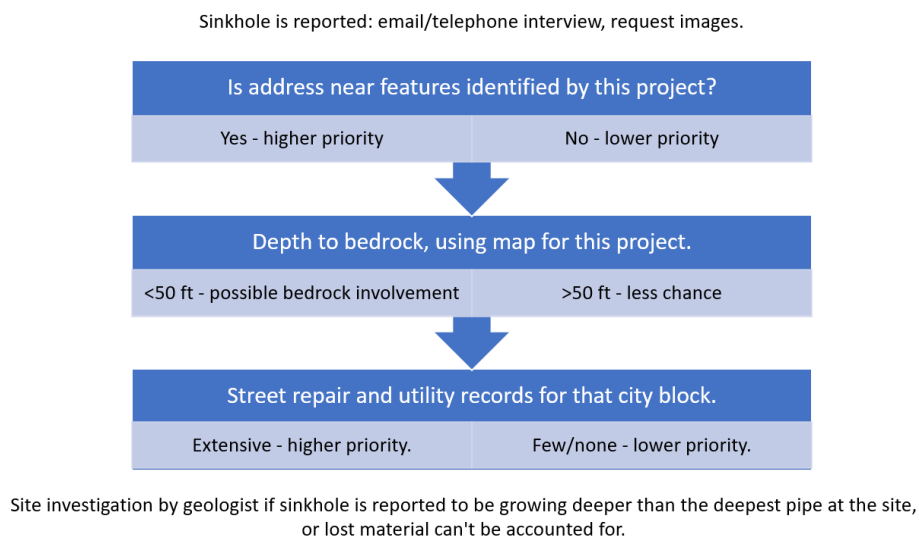 Sinkhole is reported: email/telephone interview, request images.
Is address near features identified by this project?
Yes - higher priority
No - lower priority
Depth to bedrock, using map for this project.
<50 ft - possible bedrock involvement
>50 ft - less chance
Street repair and utility records for that city block.
Extensive - higher priority.
Few/none - lower priority.
Site investigation by geologist if sinkhole is reported to be growing deeper than the deepest pipe at the site,
or lost material can't be accounted for.